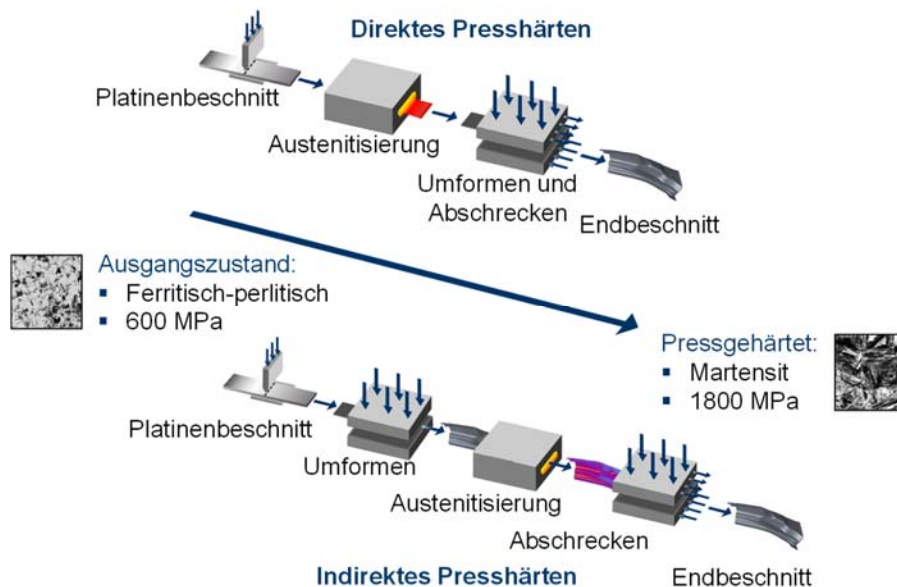 Direktes Presshärten
Platinenbeschnitt
Austenitisierung
Umformen und
Abschrecken
Endbeschnitt
Ausgangszustand:
▪ Ferritisch-perlitisch
▪ 600 MPa
Pressgehärtet:
▪ Martensit
▪ 1800 MPa
Platinenbeschnitt
Umformen
Austenitisierung
Abschrecken
Endbeschnitt
Indirektes Presshärten